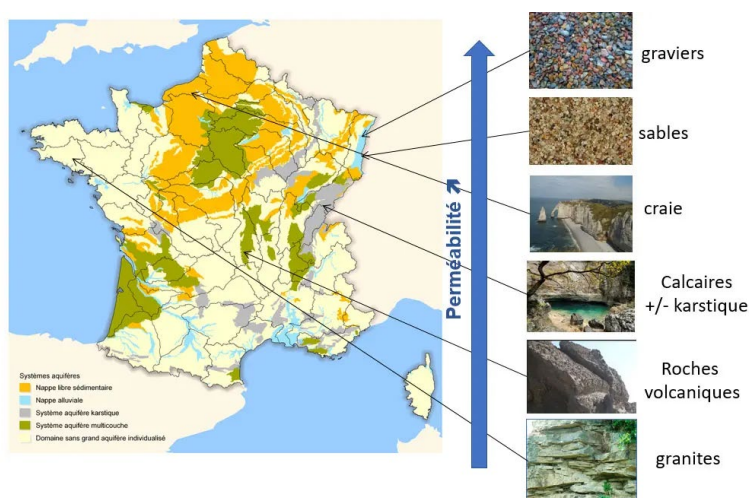 Systèmes aquifères
Nappe libre sédimentaire
Nappe alluviale
Système aquifère karstique
Système aquifère multicouche
Domaine sans grand aquifère individualisé
Perméabilité ↗
graviers
sables
craie
Calcaires
+/- karstique
Roches
volcaniques
granites